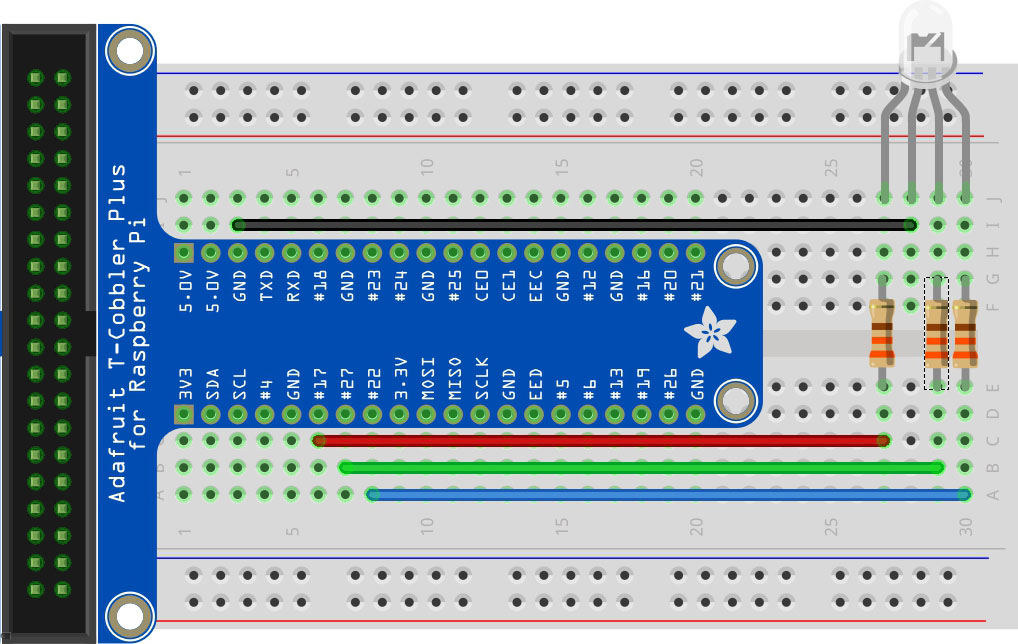 Adafruit T-Cobbler Plus
for Raspberry Pi
1 5 10 15 20 25 30
J J
I I
H
G
F
5.0V 5.0V GND TXD RXD #18 GND #23 #24 GND #25 CE0 CE1 EEC GND #12 GND #16 #20 #21
3V3 SDA SCL #4 GND #17 #27 #22 3.3V MOSI MISO SCLK GND EED #5 #6 #13 #19 #26 GND
E
D
C
B B
A A
1 5 10 15 20 25 30